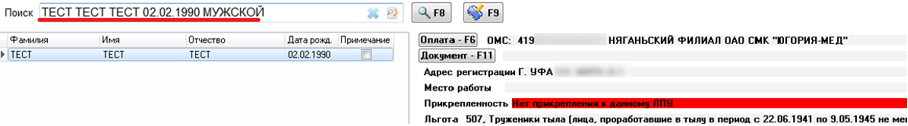 Поиск ТЕСТ ТЕСТ ТЕСТ 02.02.1990 МУЖСКОЙ F8 F9
Фамилия Имя Отчество Дата рожд. Примечание
ТЕСТ ТЕСТ ТЕСТ 02.02.1990
Оплата - F6 ОМС: 419 НЯГАНЬСКИЙ ФИЛИАЛ ОАО СМК "ЮГОРИЯ-МЕД"
Документ - F11
Адрес регистрации Г. УФА
Место работы
Прикрепленность Нет прикрепления к данному ЛПУ
Льгота 507, Труженики тыла (лица, проработавшие в тылу в период с 22.06.1941 по 9.05.1945 не ме